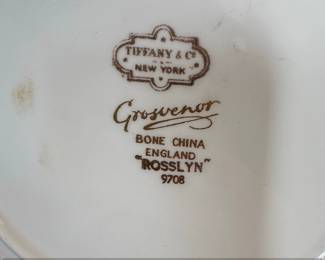 TIFFANY & Co
NEW YORK
Grosvenor
BONE CHINA
ENGLAND
"ROSSLYN"
9708